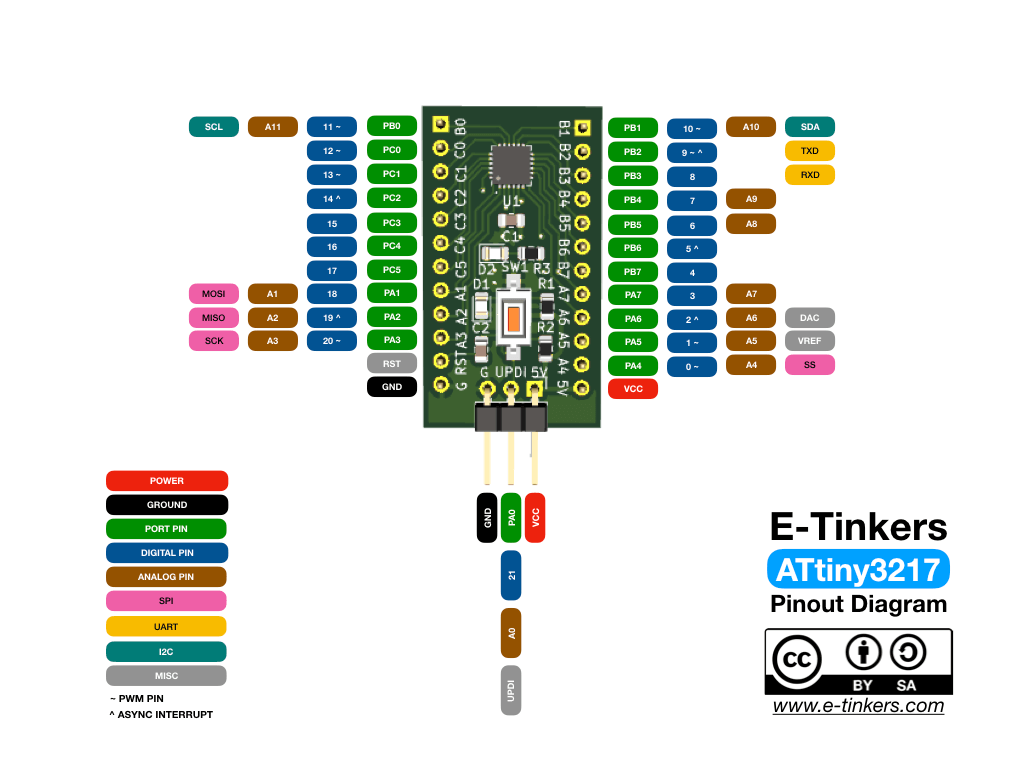 SCL A11 11 ~ PB0 B0 B1 PB1 10 ~ A10 SDA
12 ~ PC0 C0 B2 PB2 9 ~ ^ TXD
13 ~ PC1 C1 B3 PB3 8 RXD
14 ^ PC2 C2 U1 B4 PB4 7 A9
15 PC3 C3 C1 B5 PB5 6 A8
16 PC4 C4 B6 PB6 5 ^
17 PC5 C5 D2 SW1 R3 B7 PB7 4
MOSI A1 18 PA1 A1 D1 R1 A7 PA7 3 A7
MISO A2 19 ^ PA2 A2 C2 R2 A6 PA6 2 ^ A6 DAC
SCK A3 20 ~ PA3 A3 A5 PA5 1 ~ A5 VREF
RST RST A4 PA4 0 ~ A4 SS
GND G G UPDI 5V 5V VCC
GND PA0 VCC
21
A0
UPDI
POWER
GROUND
PORT PIN
DIGITAL PIN
ANALOG PIN
SPI
UART
I2C
MISC
~ PWM PIN
^ ASYNC INTERRUPT
E-Tinkers
ATtiny3217
Pinout Diagram
cc
BY SA
www.e-tinkers.com